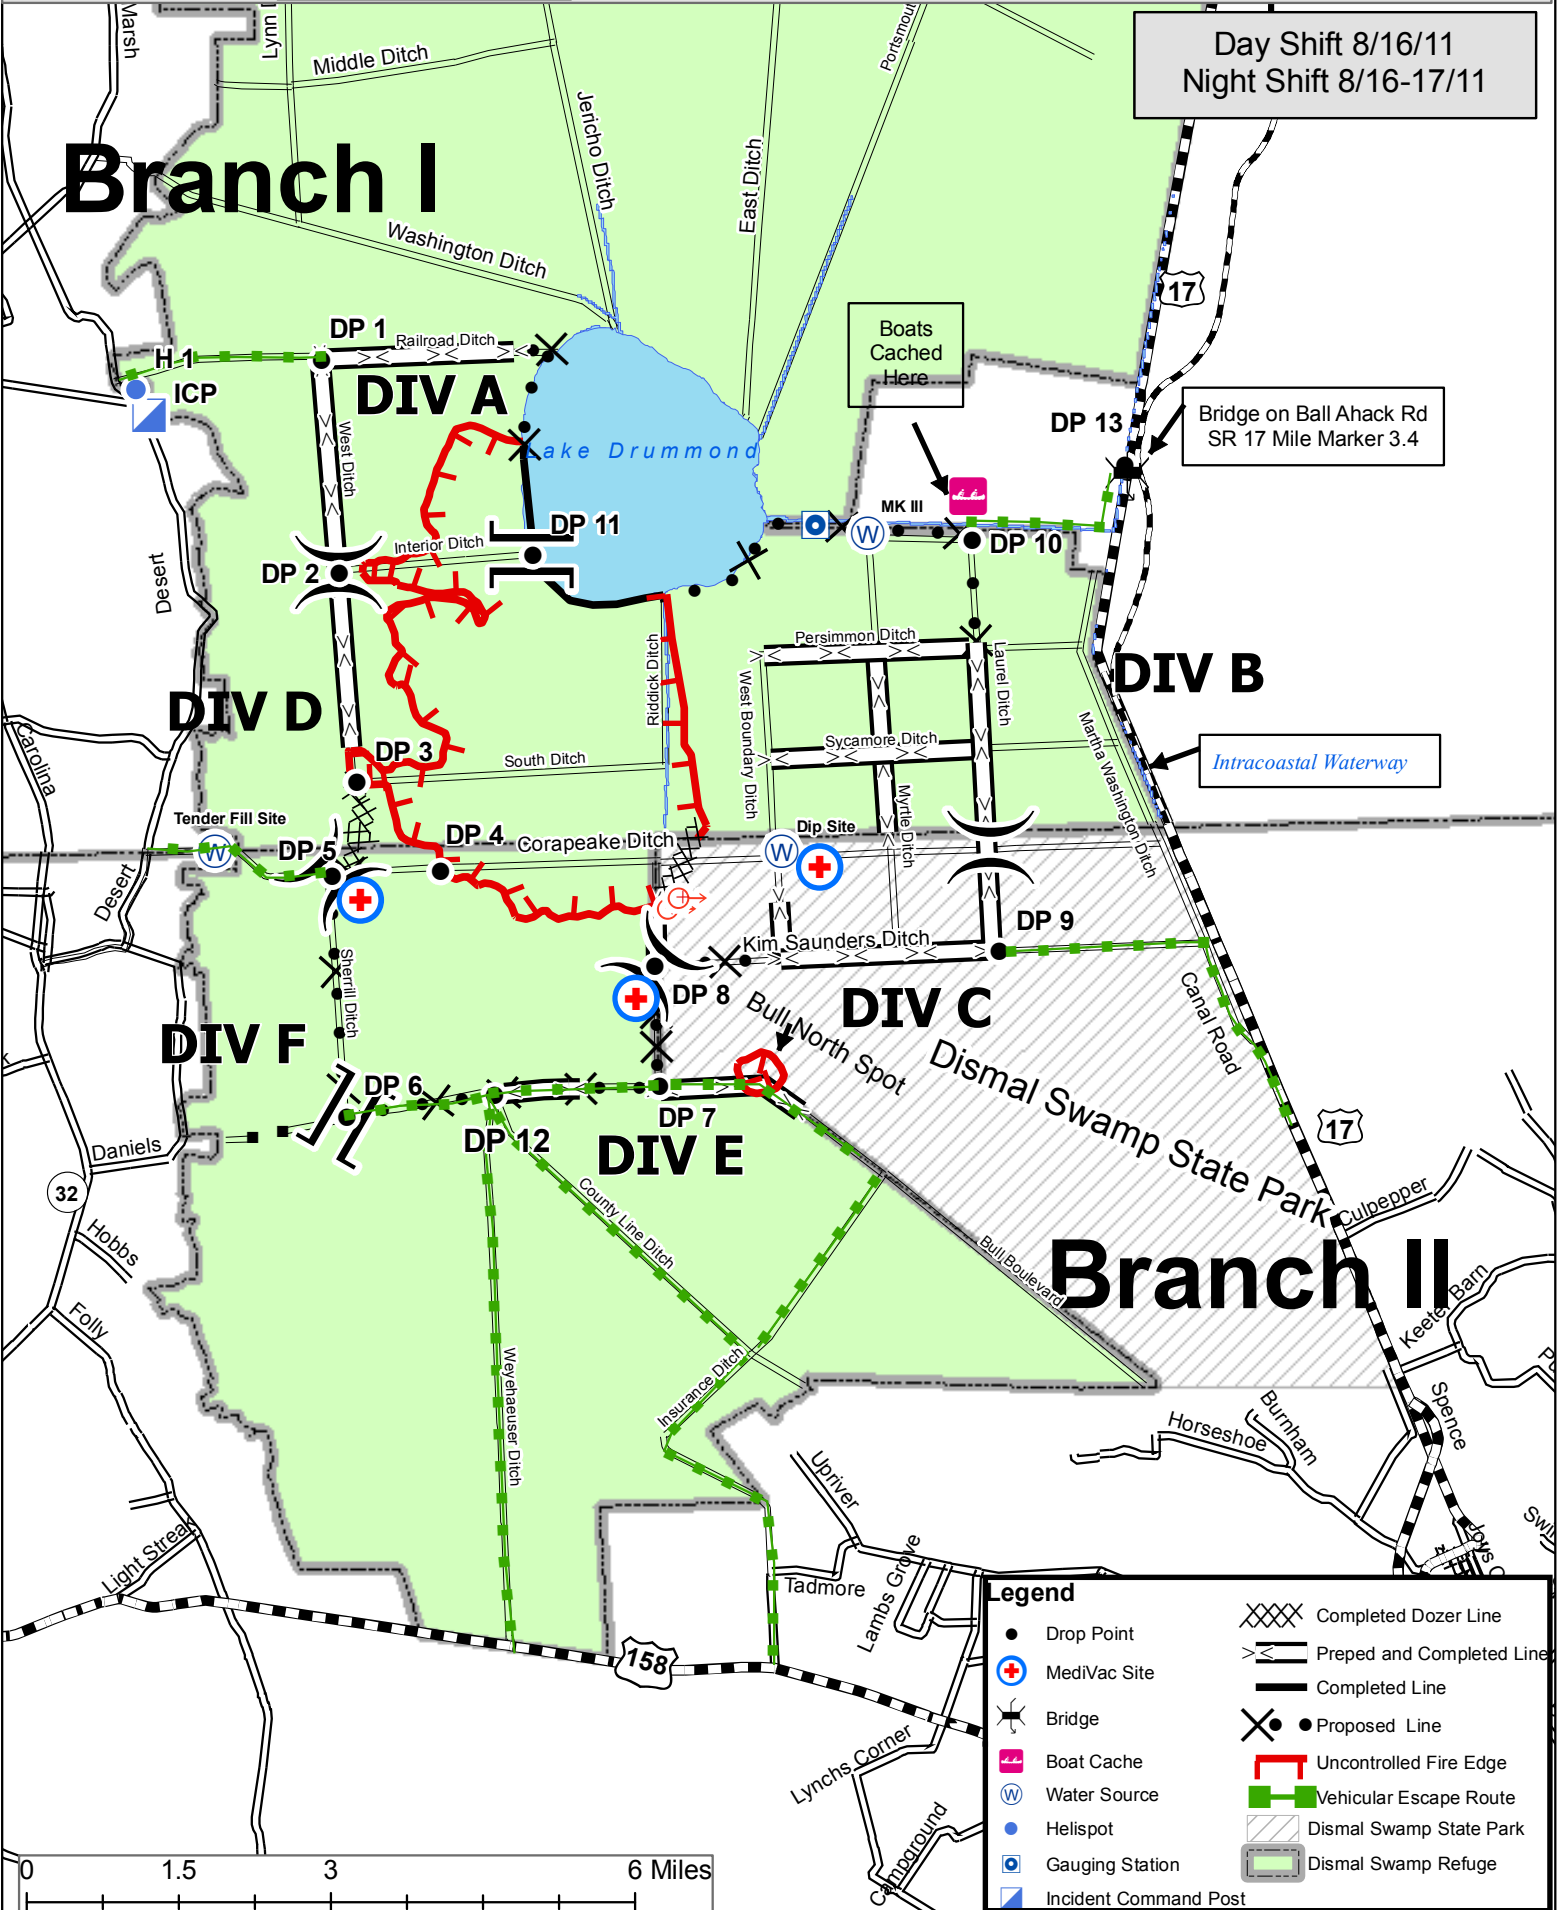 Day Shift 8/16/11
Night Shift 8/16-17/11
Marsh
Lynn
Middle Ditch
Portsmout
Jericho Ditch
East Ditch
Branch I
Washington Ditch
17
Boats
Cached
Here
DP 1
Railroad Ditch
H 1
ICP
DIV A
DP 13
Bridge on Ball Ahack Rd
SR 17 Mile Marker 3.4
West Ditch
Lake Drummond
MK III
W
DP 11
DP 10
Interior Ditch
DP 2
Desert
Persimmon Ditch
Riddick Ditch
West Boundary Ditch
Laurel Ditch
DIV B
DIV D
Martha Washington Ditch
Carolina
DP 3
South Ditch
Sycamore Ditch
Intracoastal Waterway
Myrtle Ditch
Tender Fill Site
W
DP 5
DP 4
Corapeake Ditch
Dip Site
W
Desert
DP 9
Kim Saunders Ditch
Sherrill Ditch
DP 8
DIV C
Bull North Spot
Canal Road
DIV F
Dismal Swamp State Park
DP 6
DP 7
17
DP 12
DIV E
Daniels
32
County Line Ditch
Culpepper
Hobbs
Bull Boulevard
Branch II
Keeter Barn
Folly
Weyehaeuser Ditch
Insurance Ditch
Spence
Burnham
Horseshoe
Upriver
Swi
Joys C
Light Streak
Lambs Grove
Tadmore
158
Lynchs Corner
Campground
Legend
Drop Point
MediVac Site
Bridge
Boat Cache
W
Water Source
Helispot
Gauging Station
Incident Command Post
Completed Dozer Line
Preped and Completed Line
Completed Line
Proposed Line
Uncontrolled Fire Edge
Vehicular Escape Route
Dismal Swamp State Park
Dismal Swamp Refuge
0 1.5 3 6 Miles